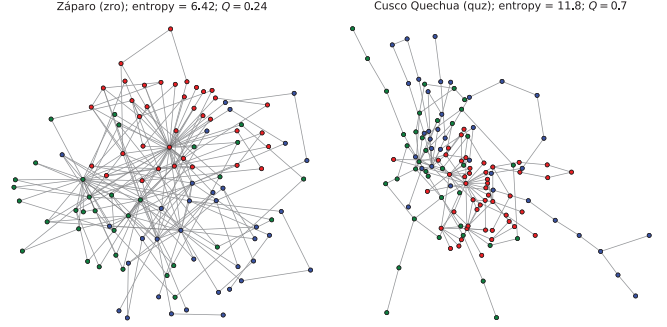 Záparo (zro); entropy = 6.42; Q = 0.24
Cusco Quechua (quz); entropy = 11.8; Q = 0.7